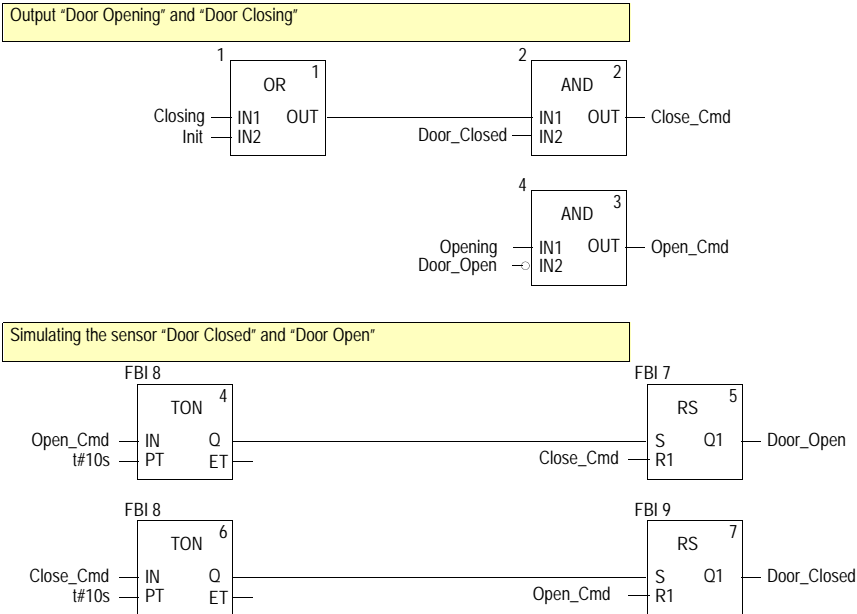 Output “Door Opening” and “Door Closing”
1 2
1 2
OR AND
Closing IN1 OUT IN1 OUT Close_Cmd
Init IN2 Door_Closed IN2
4
3
AND
Opening IN1 OUT Open_Cmd
Door_Open IN2
Simulating the sensor “Door Closed” and “Door Open”
FBI 8 FBI 7
4 5
TON RS
Open_Cmd IN Q S Q1 Door_Open
t#10s PT ET Close_Cmd R1
FBI 8 FBI 9
6 7
TON RS
Close_Cmd IN Q S Q1 Door_Closed
t#10s PT ET Open_Cmd R1